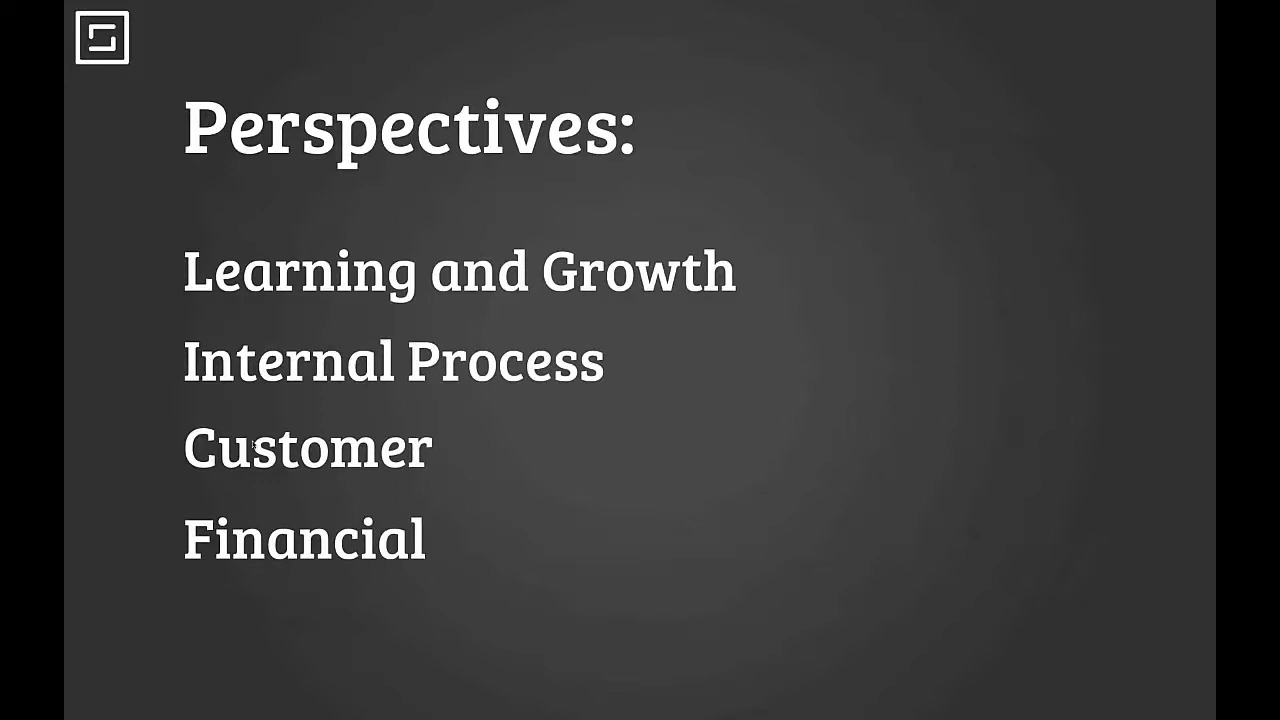 Perspectives:
Learning and Growth
Internal Process
Customer
Financial